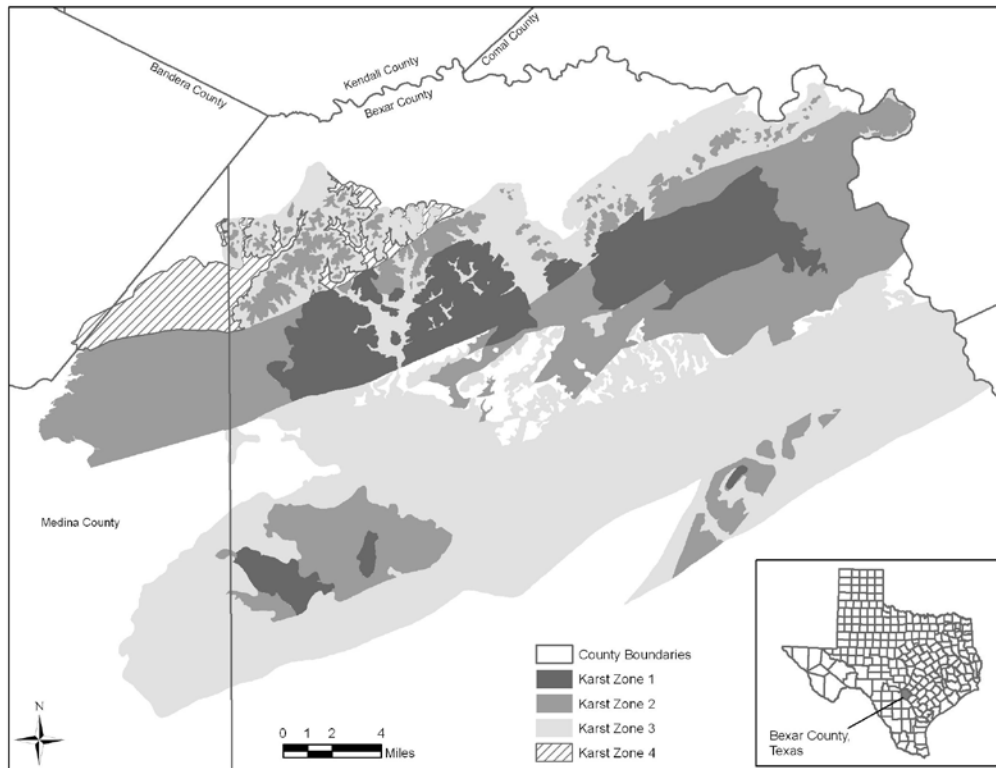 Bandera County
Kendall County
Comal County
Bexar County
Medina County
County Boundaries
Karst Zone 1
Karst Zone 2
Karst Zone 3
Karst Zone 4
N
0 1 2 4
Miles
Bexar County,
Texas